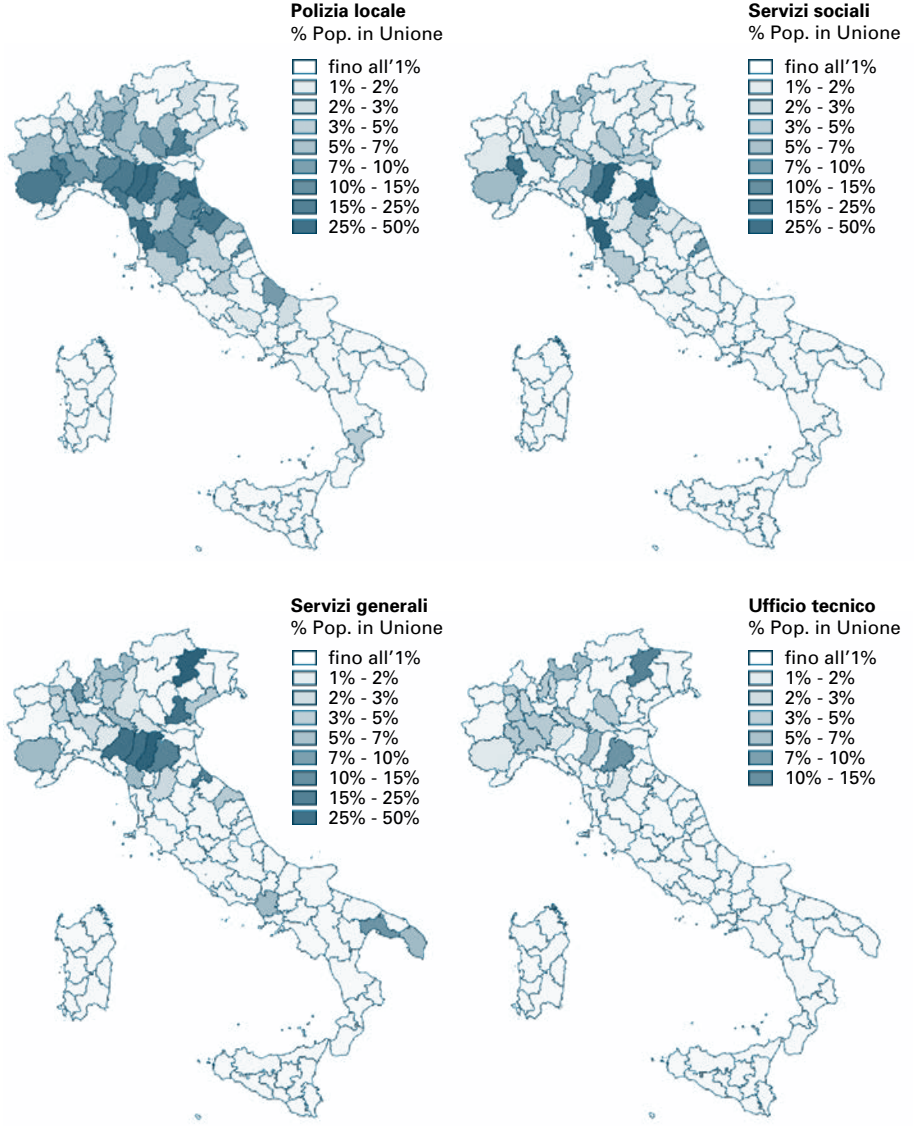 Polizia locale
% Pop. in Unione
fino all'1%
1% - 2%
2% - 3%
3% - 5%
5% - 7%
7% - 10%
10% - 15%
15% - 25%
25% - 50%
Servizi sociali
% Pop. in Unione
fino all'1%
1% - 2%
2% - 3%
3% - 5%
5% - 7%
7% - 10%
10% - 15%
15% - 25%
25% - 50%
Servizi generali
% Pop. in Unione
fino all'1%
1% - 2%
2% - 3%
3% - 5%
5% - 7%
7% - 10%
10% - 15%
15% - 25%
25% - 50%
Ufficio tecnico
% Pop. in Unione
fino all'1%
1% - 2%
2% - 3%
3% - 5%
5% - 7%
7% - 10%
10% - 15%